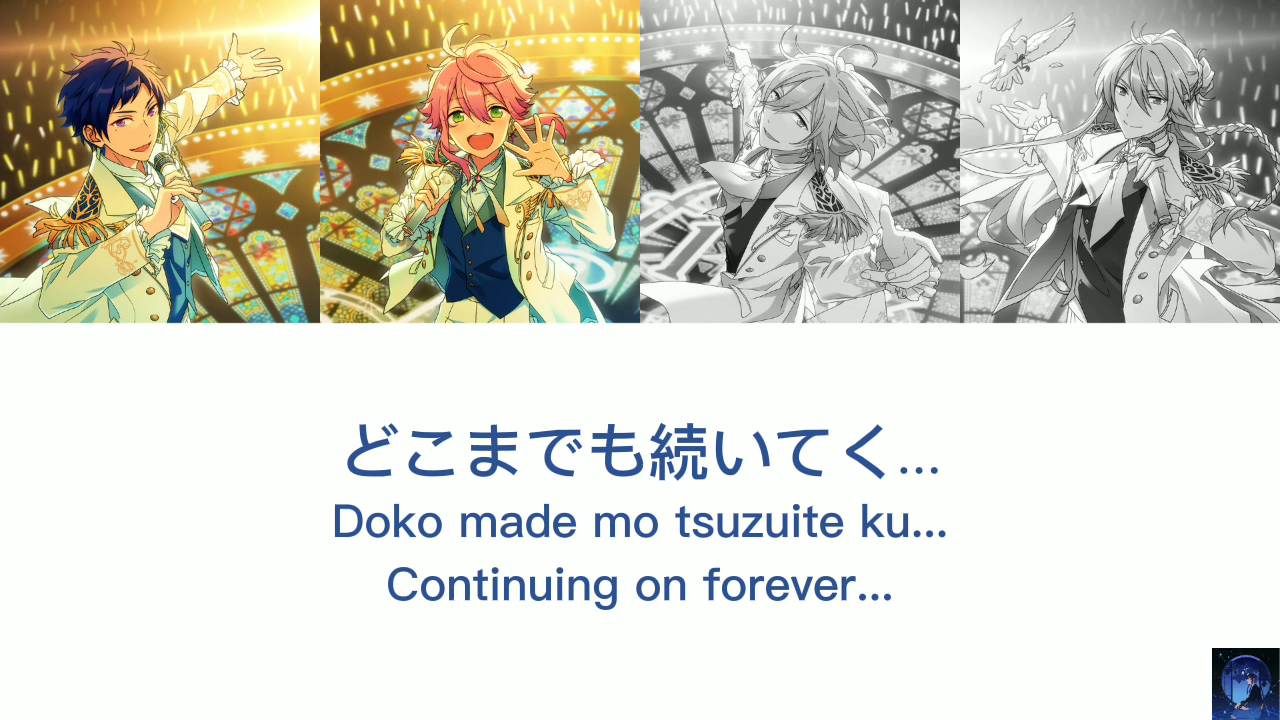 どこまでも続いてく...
Doko made mo tsuzuite ku...
Continuing on forever...